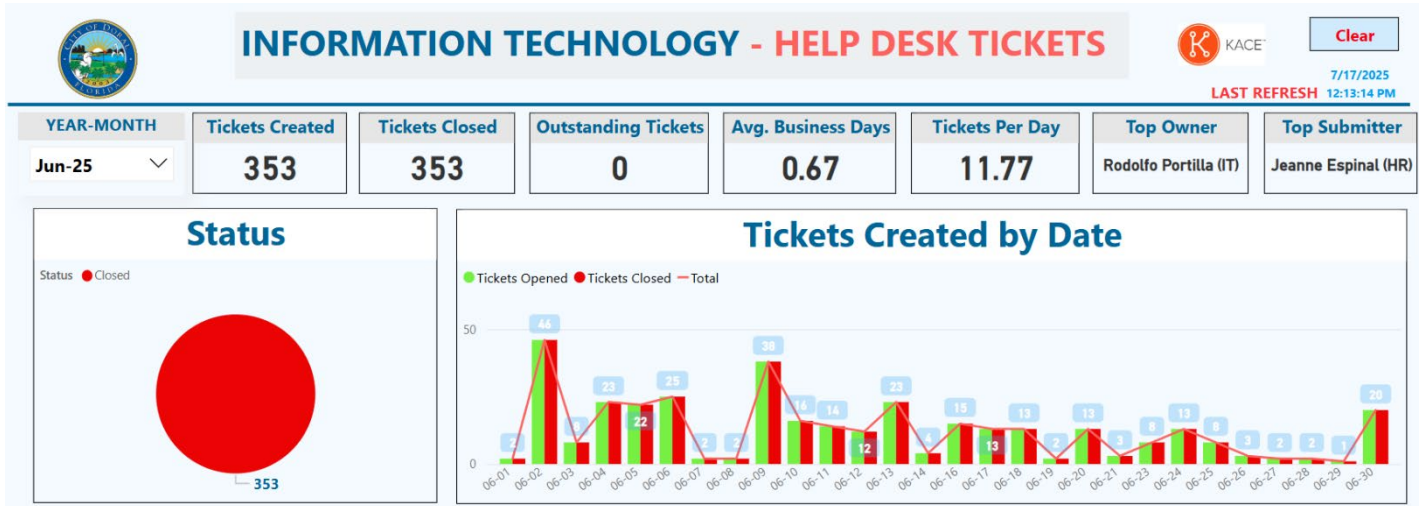 CITY OF DORAL
FLORIDA
INFORMATION TECHNOLOGY - HELP DESK TICKETS
K KACE
Clear
7/17/2025
LAST REFRESH 12:13:14 PM
YEAR-MONTH
Jun-25
Tickets Created
353
Tickets Closed
353
Outstanding Tickets
0
Avg. Business Days
0.67
Tickets Per Day
11.77
Top Owner
Rodolfo Portilla (IT)
Top Submitter
Jeanne Espinal (HR)
Status
Status Closed
353
Tickets Created by Date
Tickets Opened Tickets Closed Total
50
0
2 46 8 23 22 25 2 2 38 16 14 12 23 4 15 13 13 2 13 3 8 13 8 3 2 2 1 20
06-01 06-02 06-03 06-04 06-05 06-06 06-07 06-08 06-09 06-10 06-11 06-12 06-13 06-14 06-16 06-17 06-18 06-19 06-20 06-21 06-23 06-24 06-25 06-26 06-27 06-28 06-29 06-30